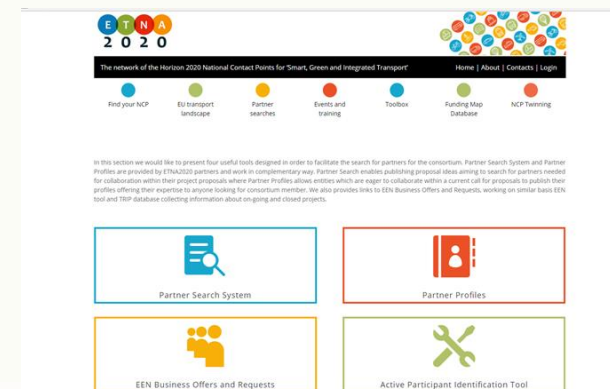 E T N A
2 0 2 0
The network of the Horizon 2020 National Contact Points for 'Smart, Green and Integrated Transport'
Home | About | Contacts | Login
Find your NCP
EU transport
landscape
Partner
searches
Events and
training
Toolbox
Funding Map
Database
NCP Twinning
In this section we would like to present four useful tools designed in order to facilitate the search for partners for the consortium. Partner Search System and Partner
Profiles are provided by ETNA2020 partners and work in complementary way. Partner Search enables publishing proposal ideas aiming to search for partners needed
for collaboration within their project proposals where Partner Profiles allows entities which are eager to collaborate within a current call for proposals to publish their
profiles offering their expertise to anyone looking for consortium member. We also provides links to EEN Business Offers and Requests, working on similar basis EEN
tool and TRIP database collecting information about on-going and closed projects.
Partner Search System
Partner Profiles
EEN Business Offers and Requests
Active Participant Identification Tool